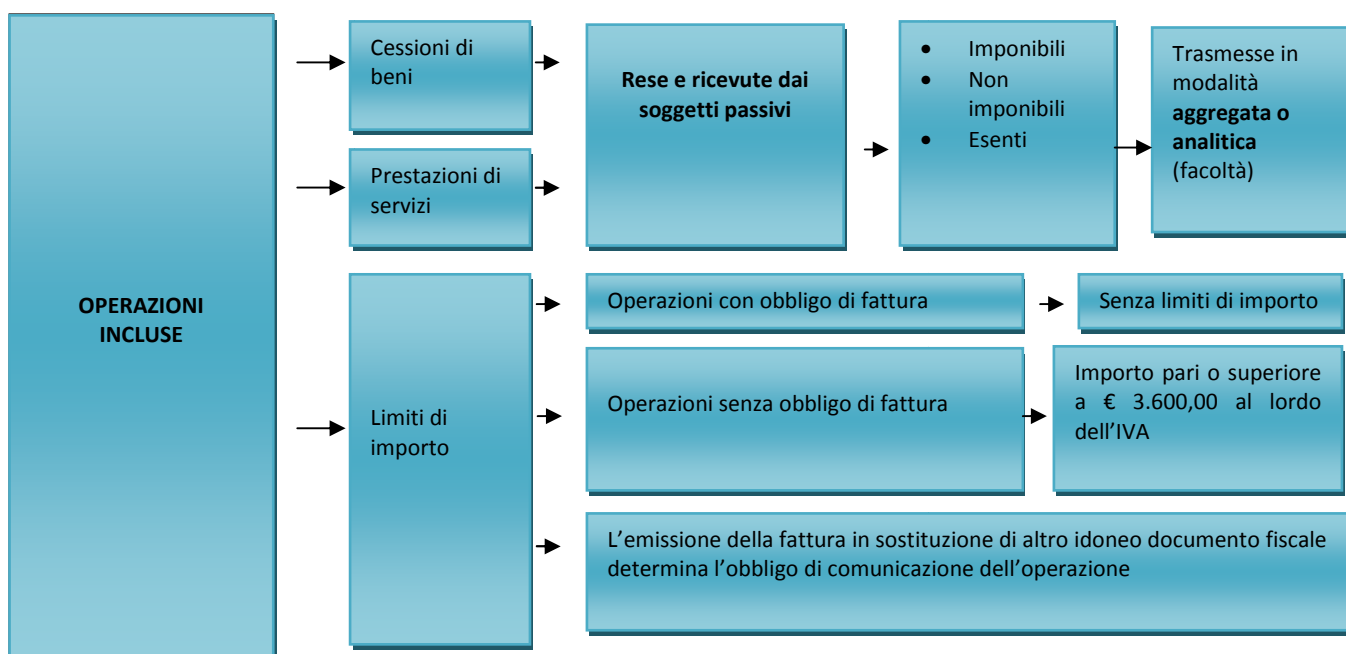 OPERAZIONI
INCLUSE
Cessioni di
beni
Prestazioni di
servizi
Rese e ricevute dai
soggetti passivi
• Imponibili
• Non
imponibili
• Esenti
Trasmesse in
modalità
aggregata o
analitica
(facoltà)
Limiti di
importo
Operazioni con obbligo di fattura
Senza limiti di importo
Operazioni senza obbligo di fattura
Importo pari o superiore
a € 3.600,00 al lordo
dell’IVA
L’emissione della fattura in sostituzione di altro idoneo documento fiscale
determina l’obbligo di comunicazione dell’operazione